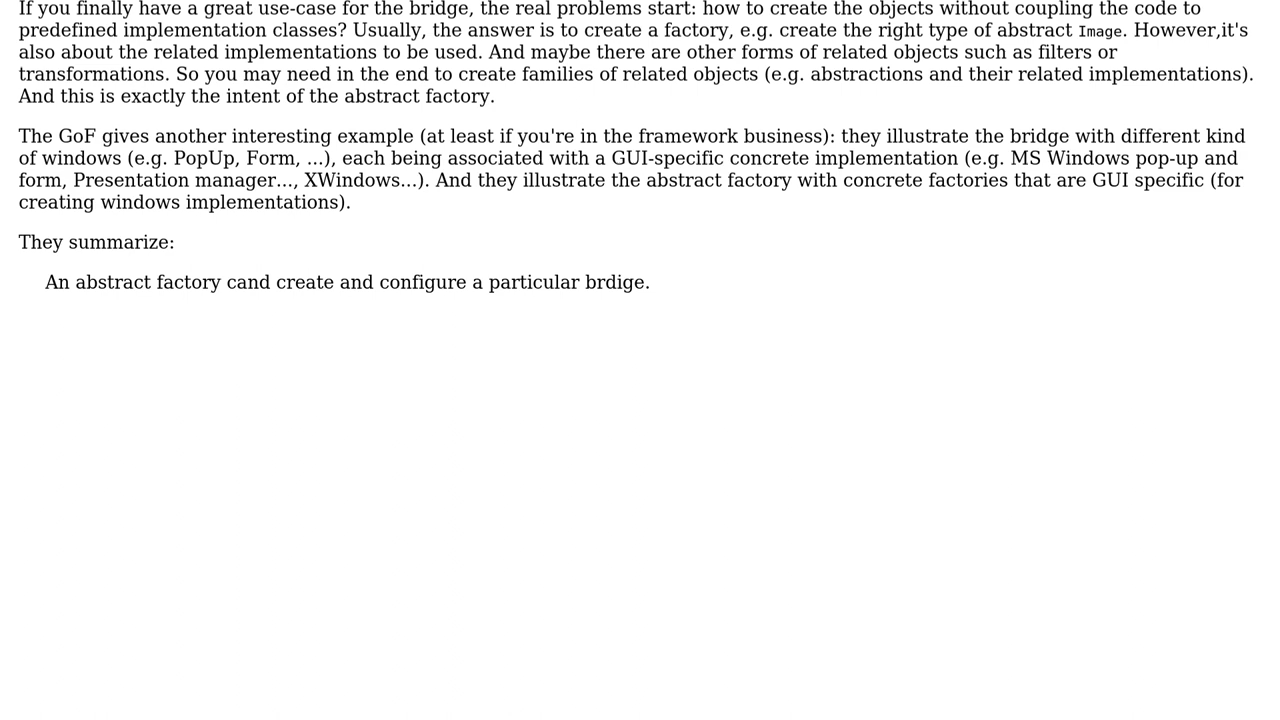 If you finally have a great use-case for the bridge, the real problems start: how to create the objects without coupling the code to
predefined implementation classes? Usually, the answer is to create a factory, e.g. create the right type of abstract Image. However,it's
also about the related implementations to be used. And maybe there are other forms of related objects such as filters or
transformations. So you may need in the end to create families of related objects (e.g. abstractions and their related implementations).
And this is exactly the intent of the abstract factory.
The GoF gives another interesting example (at least if you're in the framework business): they illustrate the bridge with different kind
of windows (e.g. PopUp, Form, ...), each being associated with a GUI-specific concrete implementation (e.g. MS Windows pop-up and
form, Presentation manager..., XWindows...). And they illustrate the abstract factory with concrete factories that are GUI specific (for
creating windows implementations).
They summarize:
An abstract factory cand create and configure a particular brdige.